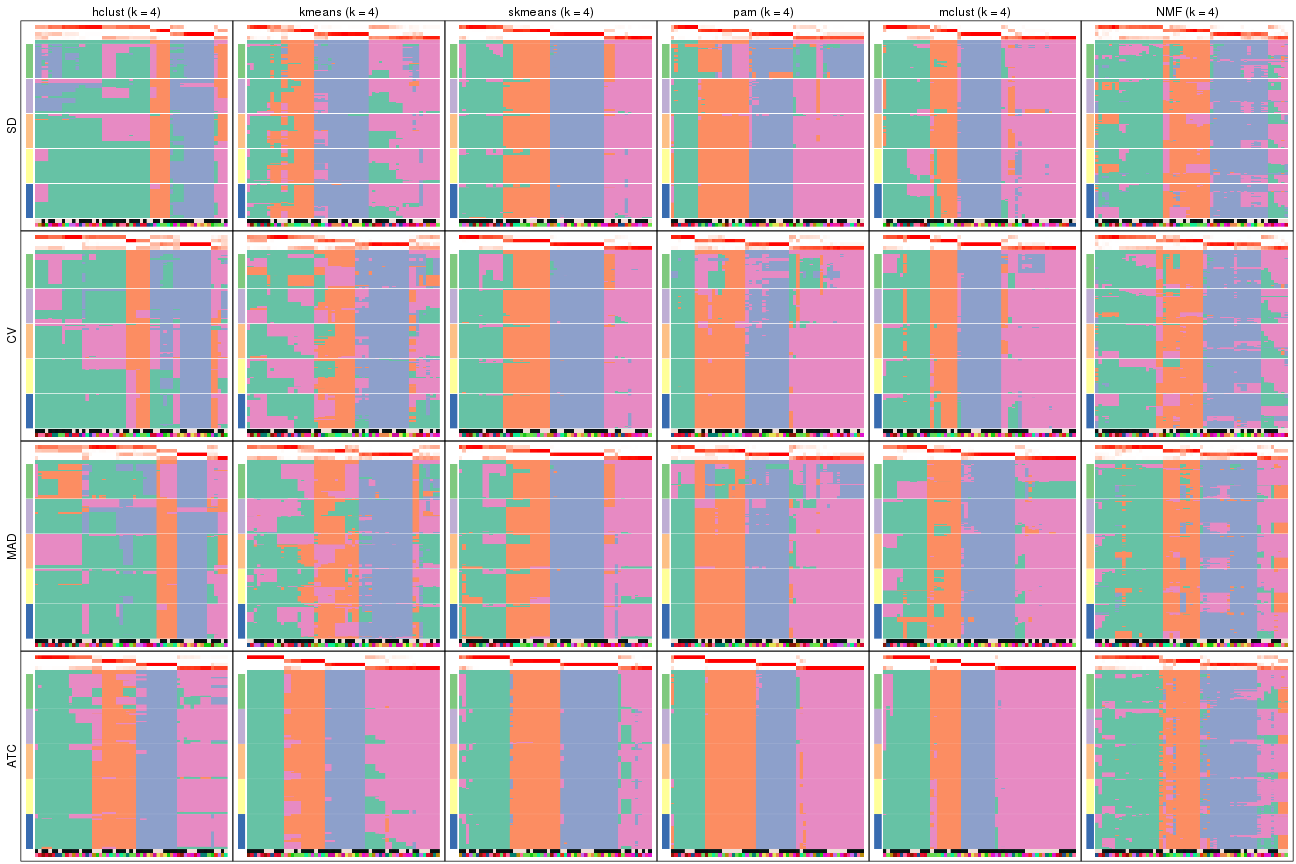 hclust (k = 4) kmeans (k = 4) skmeans (k = 4) pam (k = 4) mclust (k = 4) NMF (k = 4)
SD
CV
MAD
ATC